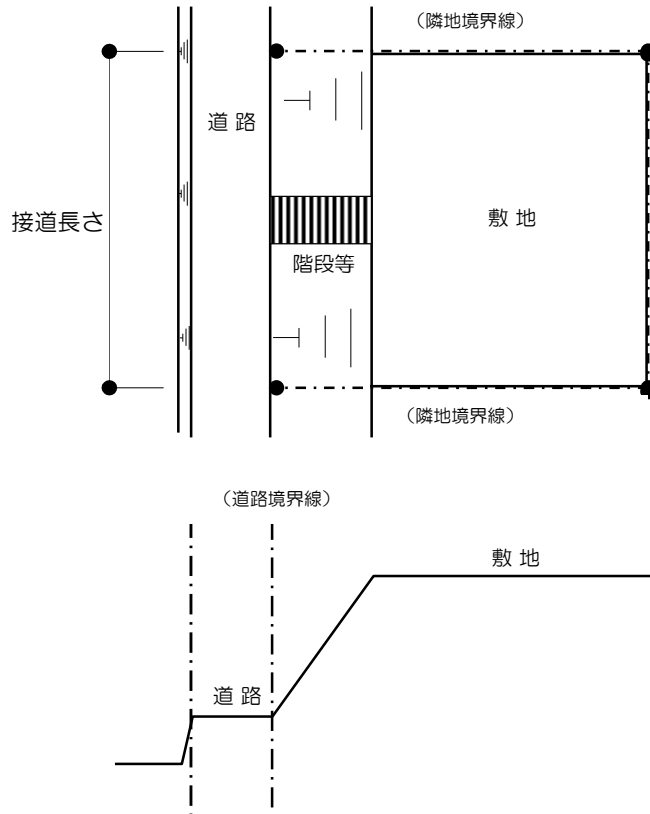 （隣地境界線）
道 路
接道長さ
敷 地
階段等
（隣地境界線）
（道路境界線）
敷 地
道 路